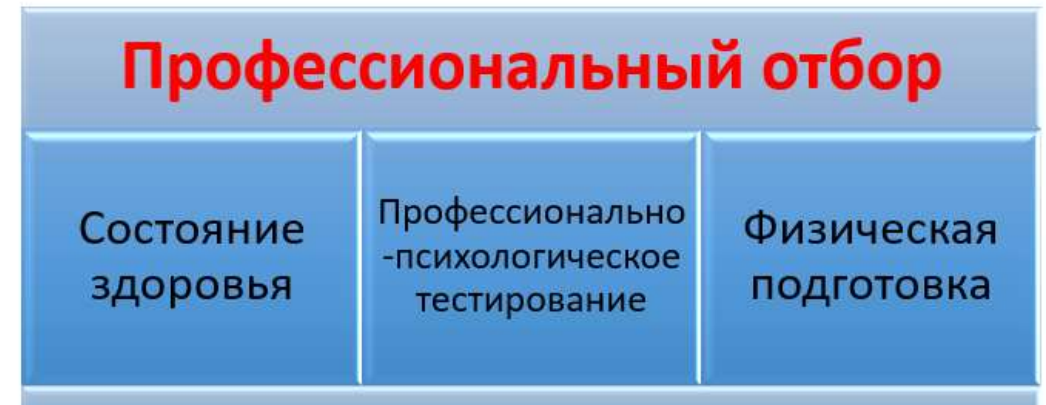 Профессиональный отбор
Состояние
здоровья
Профессионально
-психологическое
тестирование
Физическая
подготовка